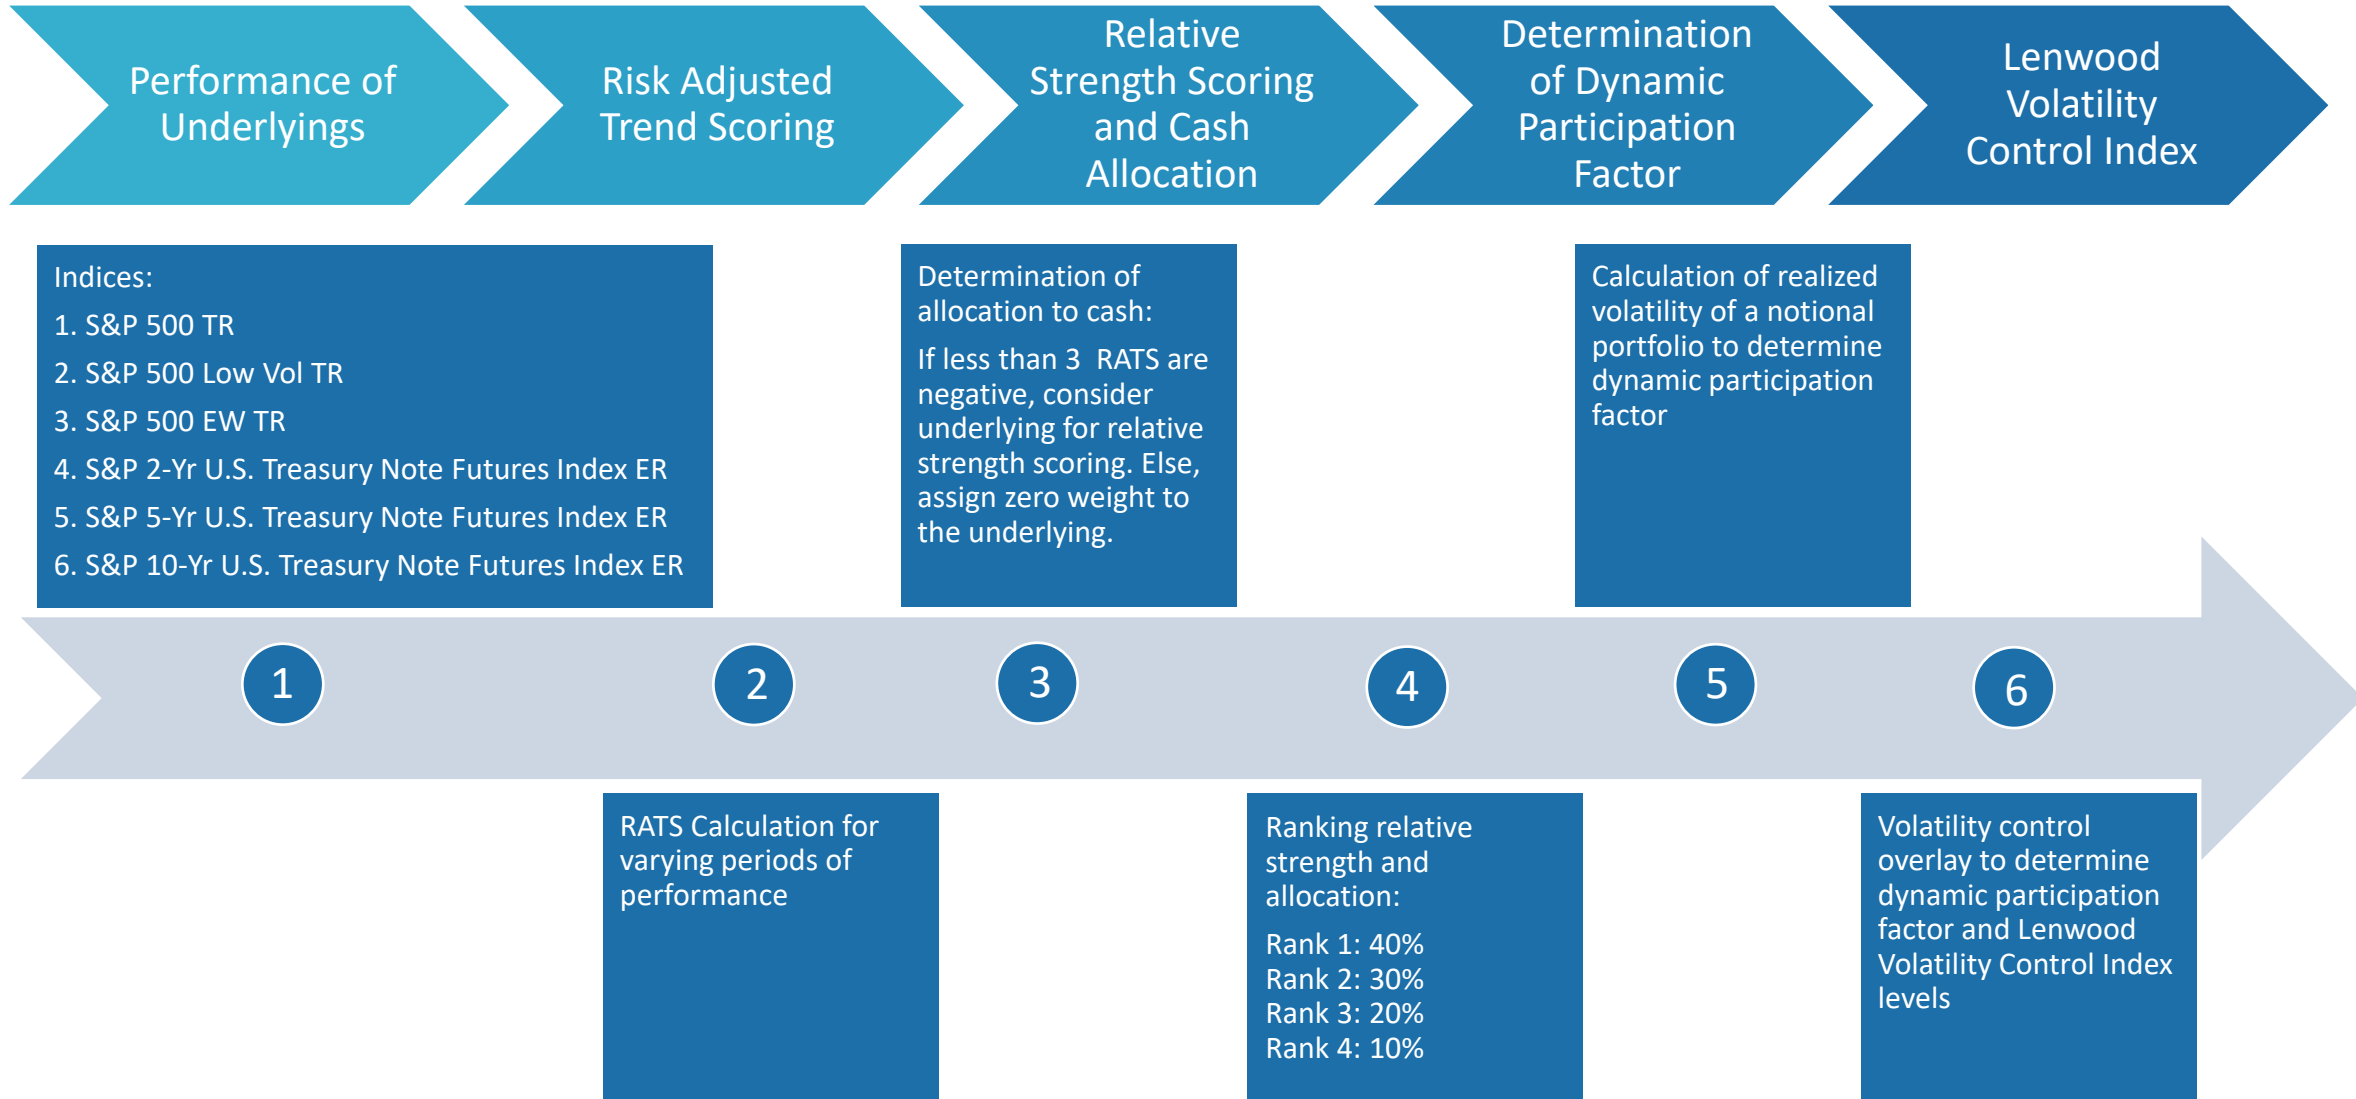 Performance of
Underlyings
Risk Adjusted
Trend Scoring
Relative
Strength Scoring
and Cash
Allocation
Determination
of Dynamic
Participation
Factor
Lenwood
Volatility
Control Index
Indices:
1. S&P 500 TR
2. S&P 500 Low Vol TR
3. S&P 500 EW TR
4. S&P 2-Yr U.S. Treasury Note Futures Index ER
5. S&P 5-Yr U.S. Treasury Note Futures Index ER
6. S&P 10-Yr U.S. Treasury Note Futures Index ER
Determination of
allocation to cash:
If less than 3 RATS are
negative, consider
underlying for relative
strength scoring. Else,
assign zero weight to
the underlying.
Calculation of realized
volatility of a notional
portfolio to determine
dynamic participation
factor
1
2
3
4
5
6
RATS Calculation for
varying periods of
performance
Ranking relative
strength and
allocation:
Rank 1: 40%
Rank 2: 30%
Rank 3: 20%
Rank 4: 10%
Volatility control
overlay to determine
dynamic participation
factor and Lenwood
Volatility Control Index
levels